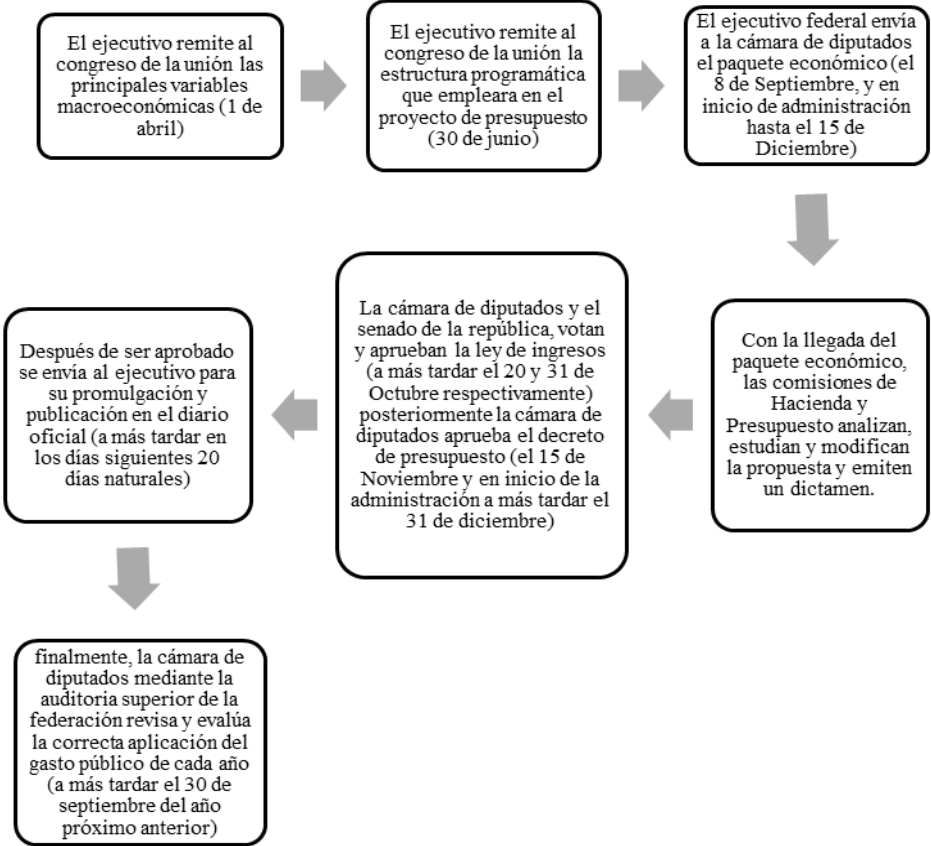 El ejecutivo remite al
congreso de la unión las
principales variables
macroeconómicas (1 de
abril)
El ejecutivo remite al
congreso de la unión la
estructura programática
que empleara en el
proyecto de presupuesto
(30 de junio)
El ejecutivo federal envía
a la cámara de diputados
el paquete económico (el
8 de Septiembre, y en
inicio de administración
hasta el 15 de
Diciembre)
Con la llegada del
paquete económico,
las comisiones de
Hacienda y
Presupuesto analizan,
estudian y modifican
la propuesta y emiten
un dictamen.
La cámara de diputados y el
senado de la república, votan
y aprueban la ley de ingresos
(a más tardar el 20 y 31 de
Octubre respectivamente)
posteriormente la cámara de
diputados aprueba el decreto
de presupuesto (el 15 de
Noviembre y en inicio de la
administración a más tardar el
31 de diciembre)
Después de ser aprobado
se envía al ejecutivo para
su promulgación y
publicación en el diario
oficial (a más tardar en
los días siguientes 20
días naturales)
finalmente, la cámara de
diputados mediante la
auditoria superior de la
federación revisa y evalúa
la correcta aplicación del
gasto público de cada año
(a más tardar el 30 de
septiembre del año
próximo anterior)